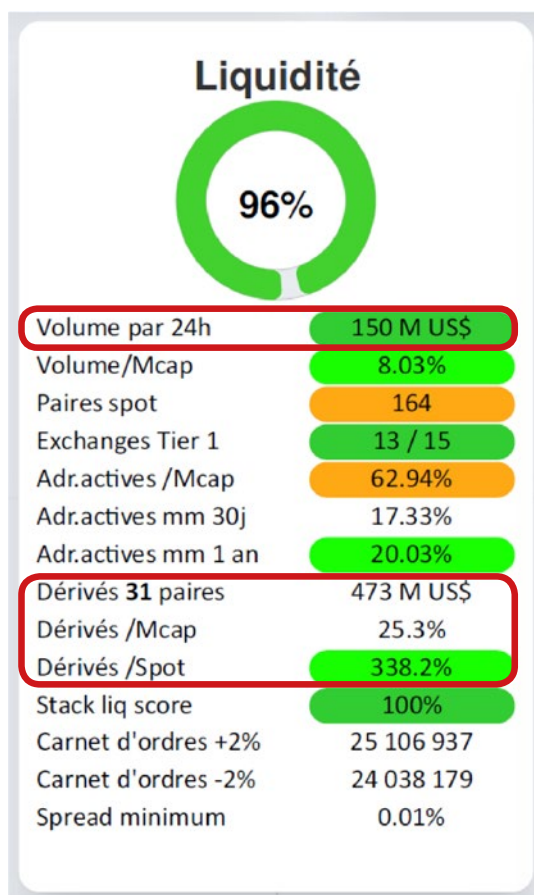 Liquidité
96%
Volume par 24h 150 M US$
Volume/Mcap 8.03%
Paires spot 164
Exchanges Tier 1 13 / 15
Adr.actives /Mcap 62.94%
Adr.actives mm 30j 17.33%
Adr.actives mm 1 an 20.03%
Dérivés 31 paires 473 M US$
Dérivés /Mcap 25.3%
Dérivés /Spot 338.2%
Stack liq score 100%
Carnet d'ordres +2% 25 106 937
Carnet d'ordres -2% 24 038 179
Spread minimum 0.01%